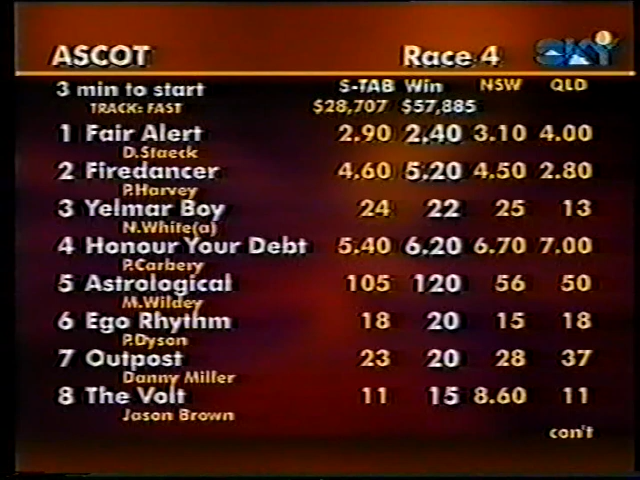 ASCOT Race 4 SKY 1
3 min to start S-TAB Win NSW QLD
TRACK: FAST $28,707 $57,885
1 Fair Alert 2.90 2.40 3.10 4.00
D.Staeck
2 Firedancer 4.60 5.20 4.50 2.80
P.Harvey
3 Yelmar Boy 24 22 25 13
N.White(a)
4 Honour Your Debt 5.40 6.20 6.70 7.00
P.Carbery
5 Astrological 105 120 56 50
M.Wildey
6 Ego Rhythm 18 20 15 18
P.Dyson
7 Outpost 23 20 28 37
Danny Miller
8 The Volt 11 15 8.60 11
Jason Brown
con't